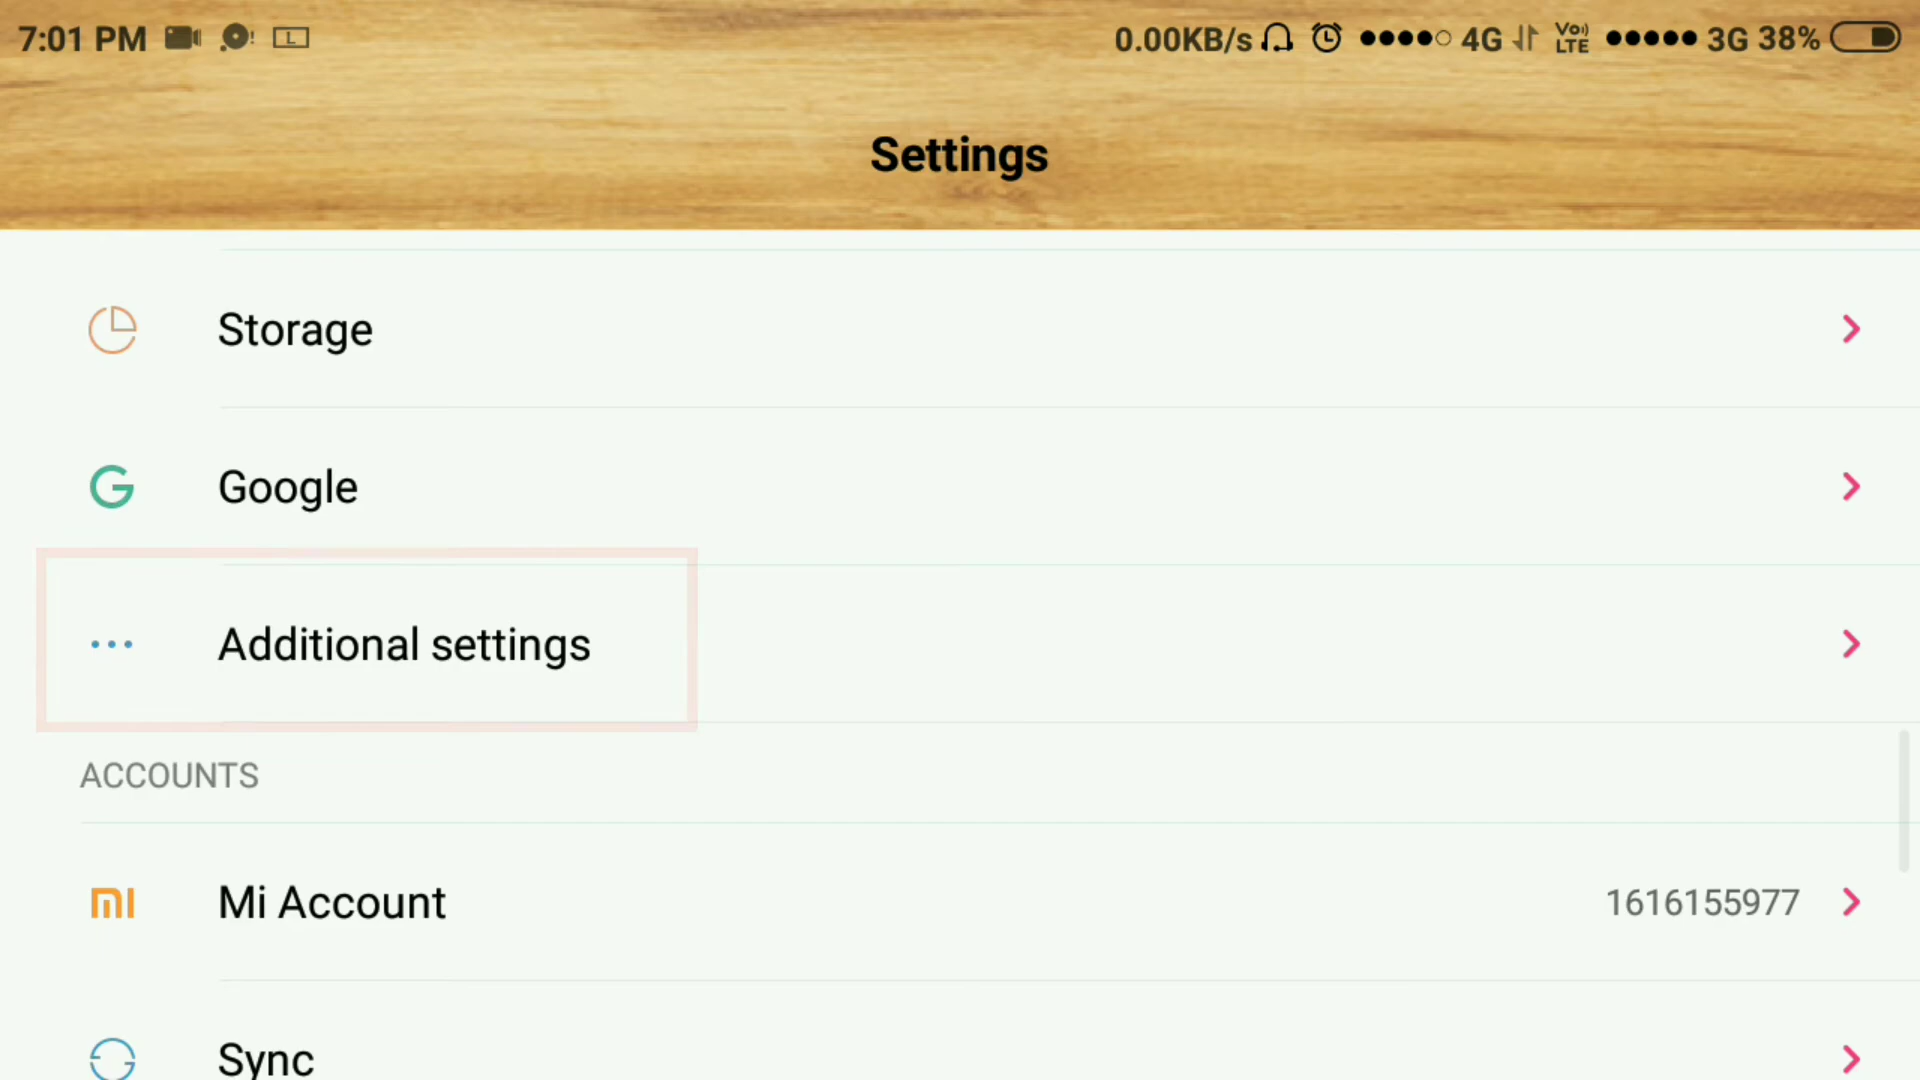 7:01 PM L 0.00KB/s 4G Vo) LTE 3G 38%
Settings
Storage
Google
Additional settings
ACCOUNTS
Mi Account 1616155977
Sync